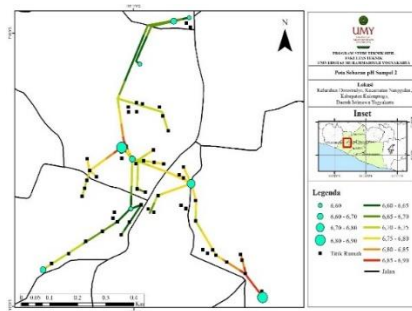 N
UMY
PROGRAM STUDI TEKNIK SIPIL
FAKULTAS TEKNIK
UNIVERSITAS MUHAMMADIYAH YOGYAKARTA
Peta Sebaran pH Sampel 2
Lokasi
Kabupaten Kulonprogo,
Daerah Istimewa Yogyakarta
Inset
Legenda
6,60
6,60 - 6,70
6,70 - 6,80
6,80 - 6,90
Titik Rumah
6,60 - 6,65
6,65 - 6,70
6,70 - 6,75
6,75 - 6,80
6,80 - 6,85
6,85 - 6,90
Jalan
0 0,05 0,1 0,2 0,3 0,4
km